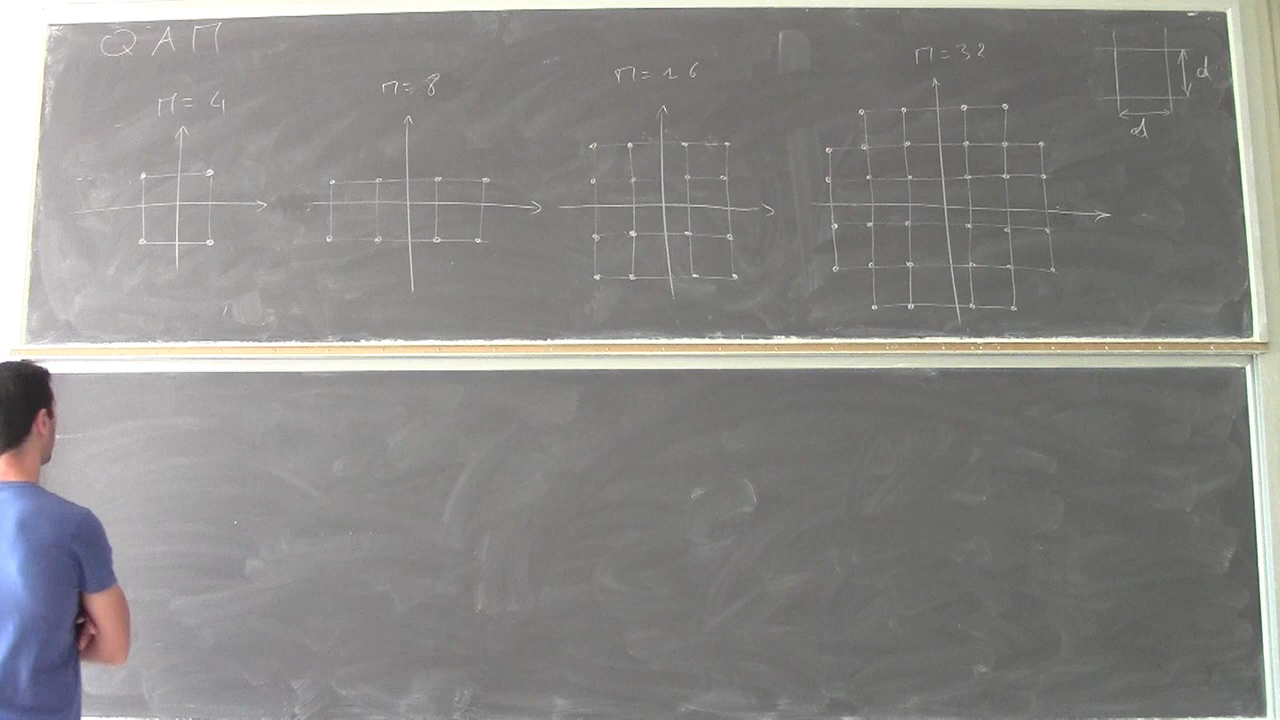 QAM
M = 4
M = 8
M = 16
M = 32
d
d